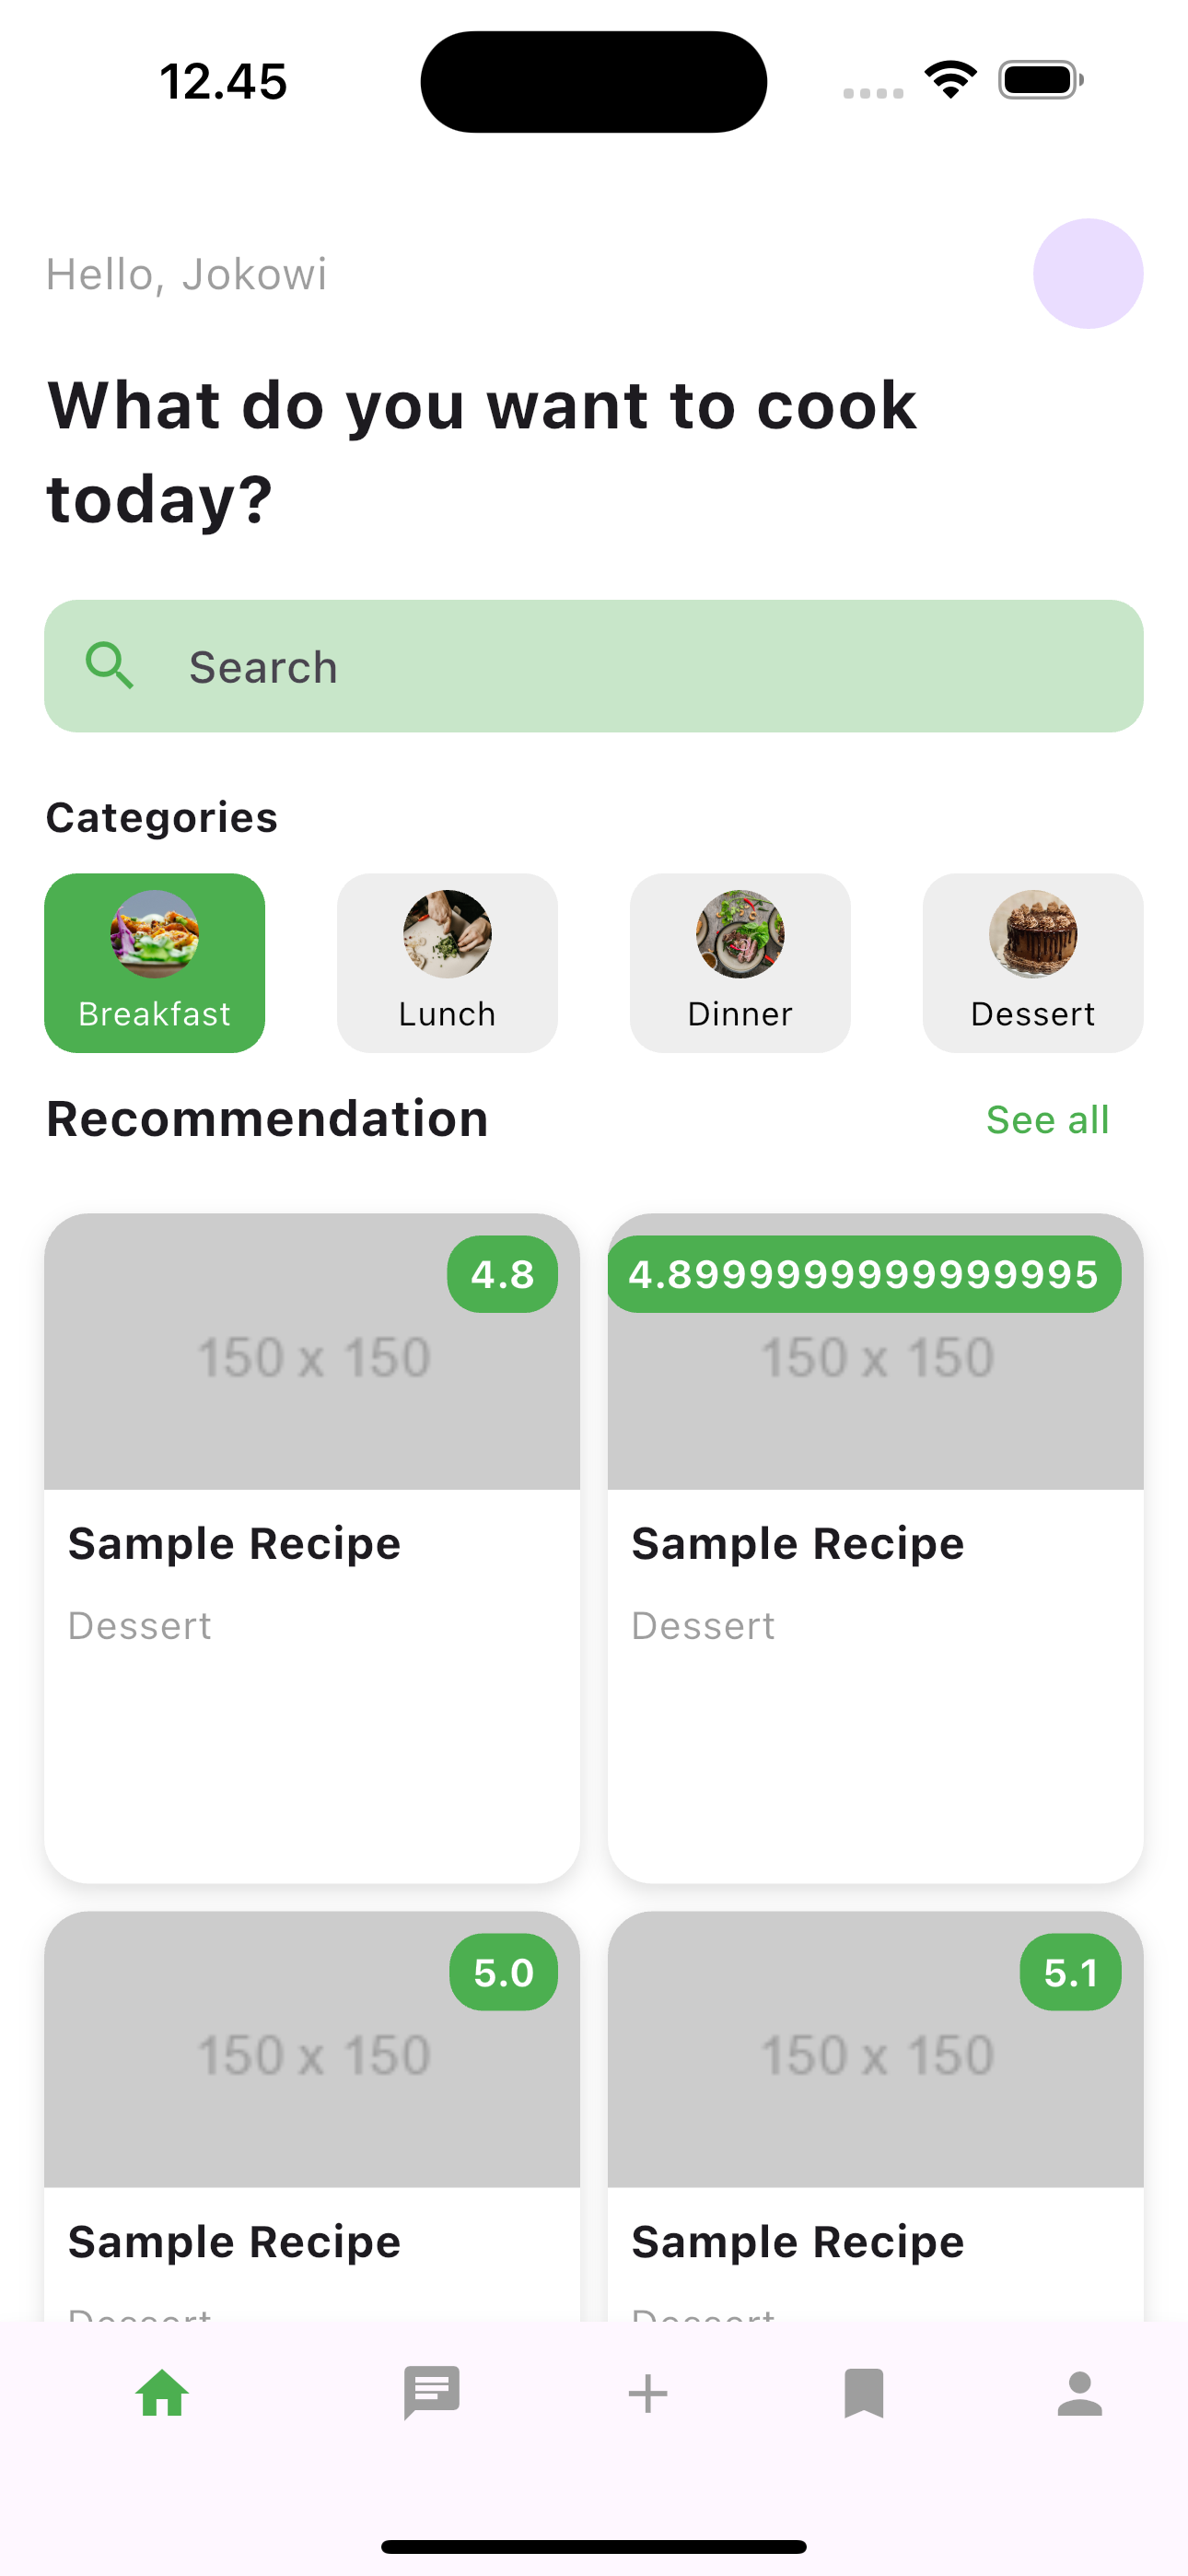 12.45
Hello, Jokowi
What do you want to cook
today?
Search
Categories
Breakfast
Lunch
Dinner
Dessert
Recommendation
See all
4.8
150 x 150
Sample Recipe
Dessert
4.8999999999999995
150 x 150
Sample Recipe
Dessert
5.0
150 x 150
Sample Recipe
Dessert
5.1
150 x 150
Sample Recipe
Dessert